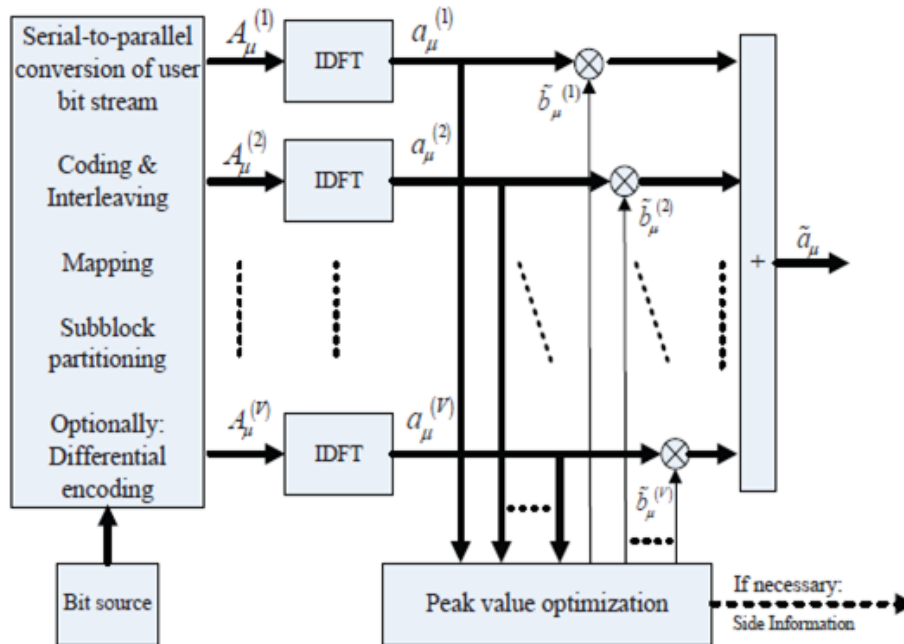 Serial-to-parallel
conversion of user
bit stream
Coding &
Interleaving
Mapping
Subblock
partitioning
Optionally:
Differential
encoding
Bit source
A_μ^(1)
IDFT
a_μ^(1)
b̃_μ^(1)
A_μ^(2)
IDFT
a_μ^(2)
b̃_μ^(2)
A_μ^(V)
IDFT
a_μ^(V)
b̃_μ^(V)
+
ã_μ
Peak value optimization
If necessary:
Side Information